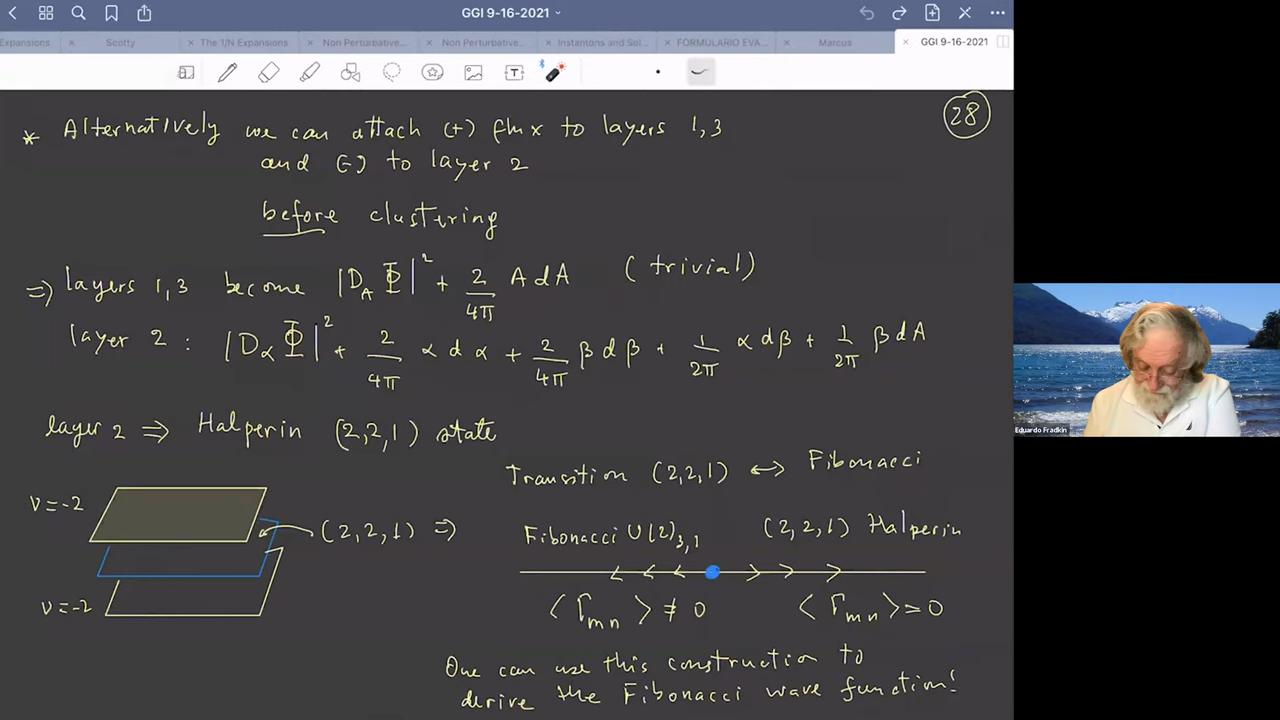 GGI 9-16-2021
Expansions
Scotty
The 1/N Expansions
Non Perturbative...
Non Perturbative...
Instantons and Sol...
FORMULARIO EVA...
Marcus
GGI 9-16-2021
28
* Alternatively we can attach (+) flux to layers 1,3
and (-) to layer 2
before clustering
⇒ layers 1,3 become |D_A Φ|² + 2/4π A d A (trivial)
layer 2 : |D_α Φ|² + 2/4π α d α + 2/4π β d β + 1/2π α d β + 1/2π β d A
layer 2 ⇒ Halperin (2,2,1) state
Transition (2,2,1) ↔ Fibonacci
ν=-2
(2,2,1) ⇒
Fibonacci U(2)_{3,1} (2,2,1) Halperin
ν=-2
⟨Γ_mn⟩ ≠ 0 ⟨Γ_mn⟩ = 0
One can use this construction to
derive the Fibonacci wave function!
Eduardo Fradkin